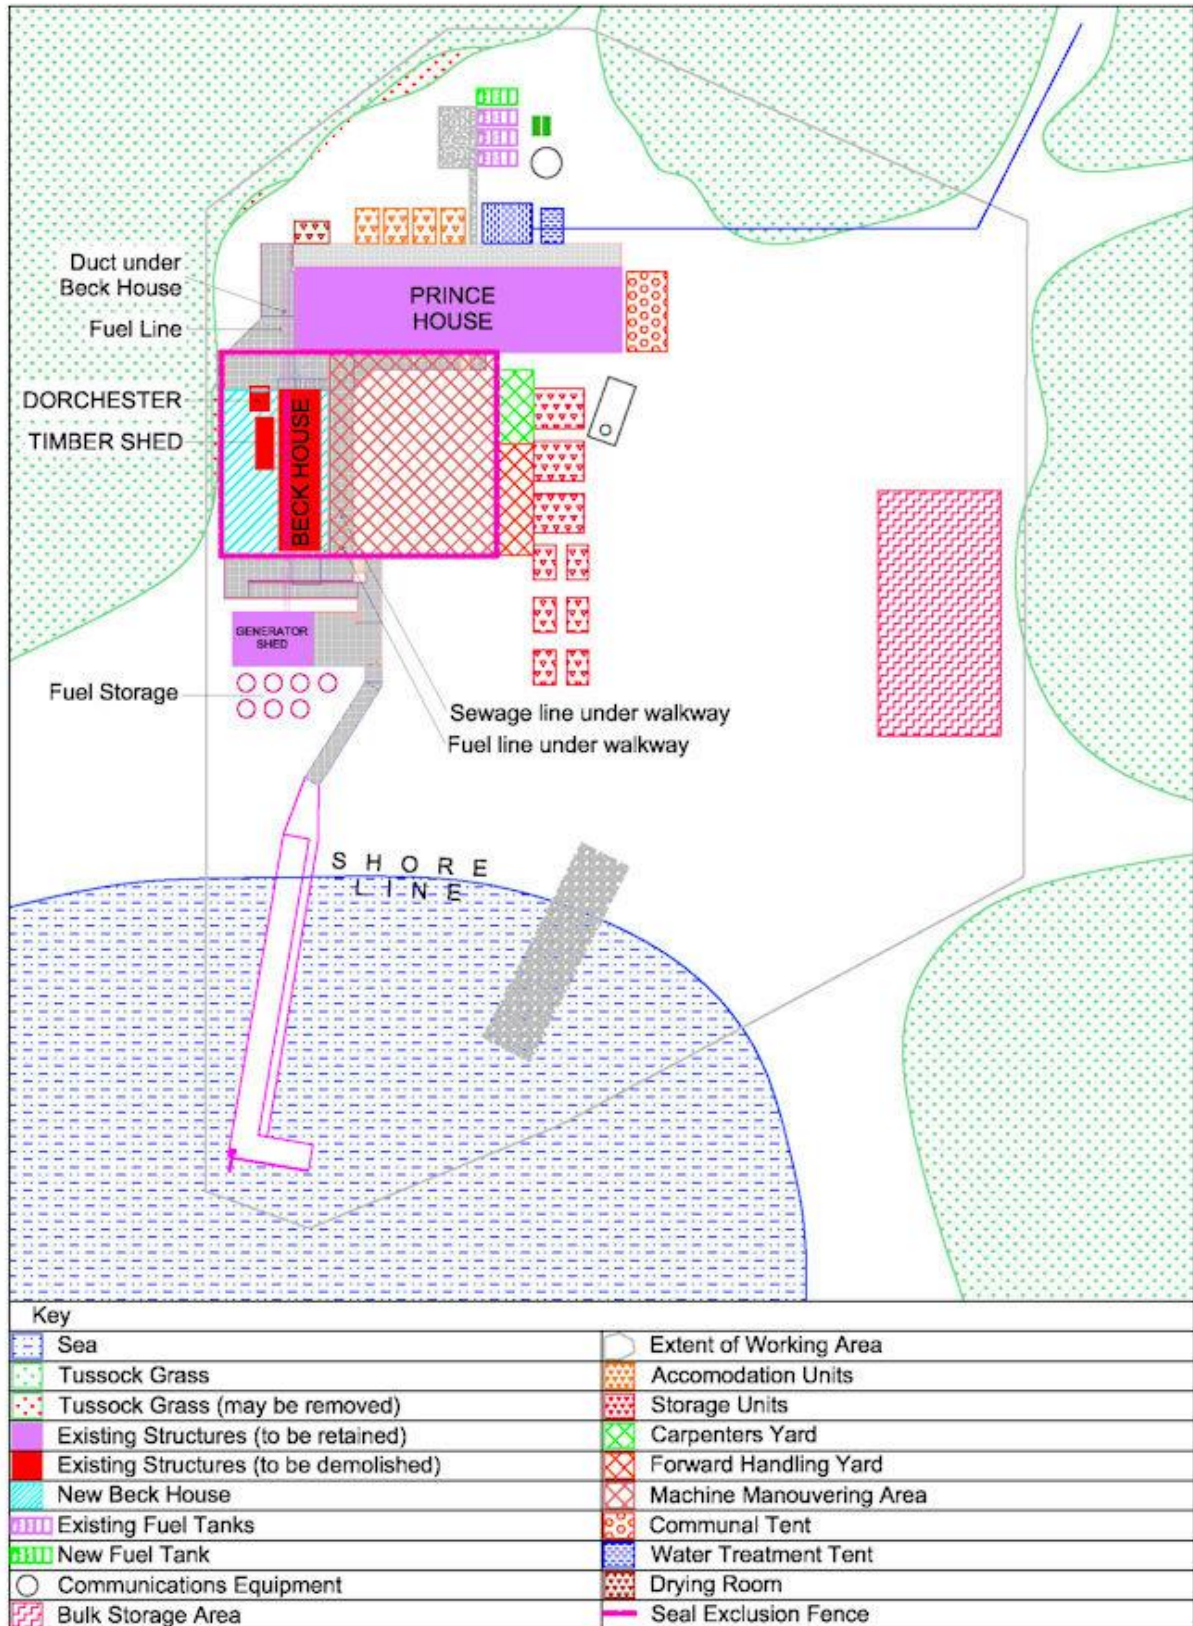 Duct under
Beck House
Fuel Line
PRINCE
HOUSE
DORCHESTER
TIMBER SHED
BECK HOUSE
GENERATOR
SHED
Fuel Storage
Sewage line under walkway
Fuel line under walkway
SHORE
LINE
Key
Sea
Extent of Working Area
Tussock Grass
Accomodation Units
Tussock Grass (may be removed)
Storage Units
Existing Structures (to be retained)
Carpenters Yard
Existing Structures (to be demolished)
Forward Handling Yard
New Beck House
Machine Manouvering Area
Existing Fuel Tanks
Communal Tent
New Fuel Tank
Water Treatment Tent
Communications Equipment
Drying Room
Bulk Storage Area
Seal Exclusion Fence